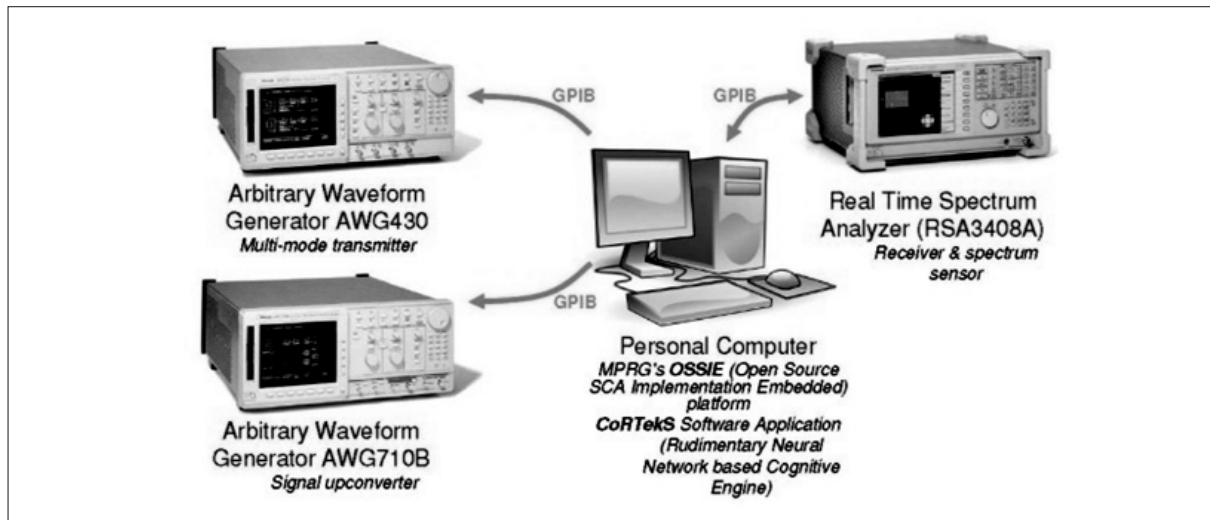 GPIB
GPIB
Arbitrary Waveform
Generator AWG430
Multi-mode transmitter
Real Time Spectrum
Analyzer (RSA3408A)
Receiver & spectrum
sensor
GPIB
Personal Computer
MPRG's OSSIE (Open Source
SCA Implementation Embedded)
platform
CoRTekS Software Application
(Rudimentary Neural
Network based Cognitive
Engine)
Arbitrary Waveform
Generator AWG710B
Signal upconverter